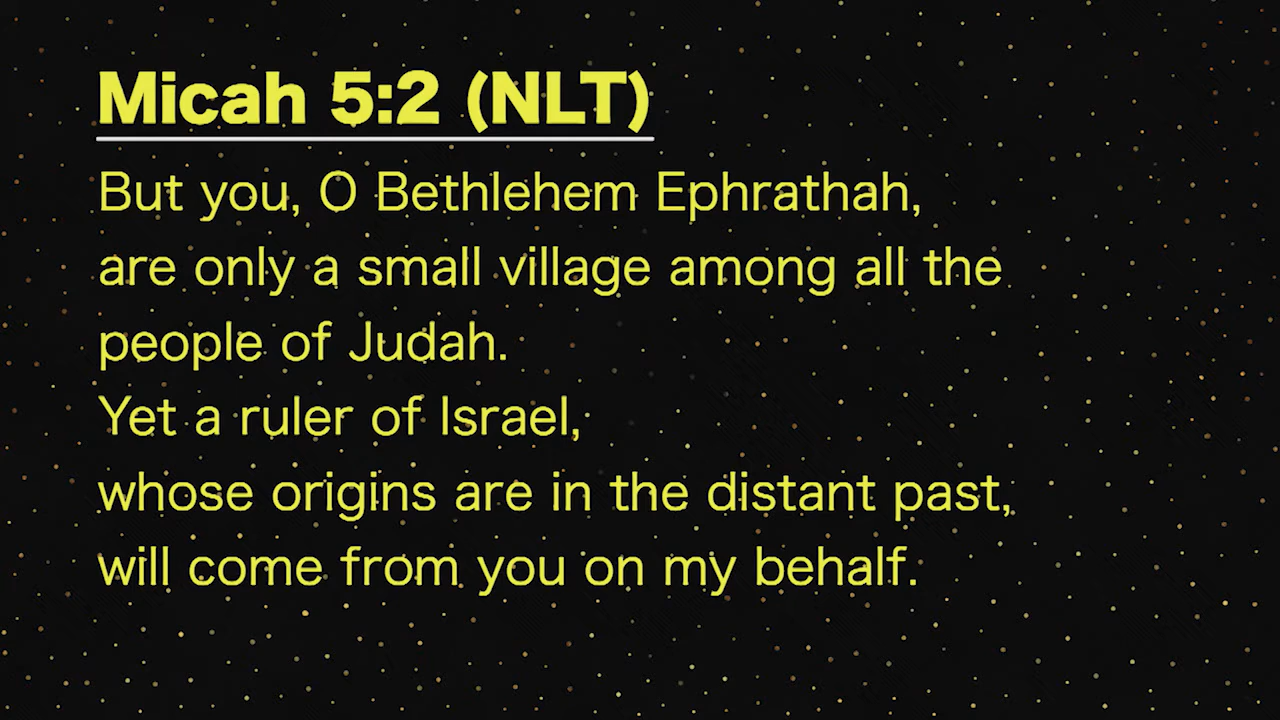 Micah 5:2 (NLT)
But you, O Bethlehem Ephrathah,
are only a small village among all the
people of Judah.
Yet a ruler of Israel,
whose origins are in the distant past,
will come from you on my behalf.